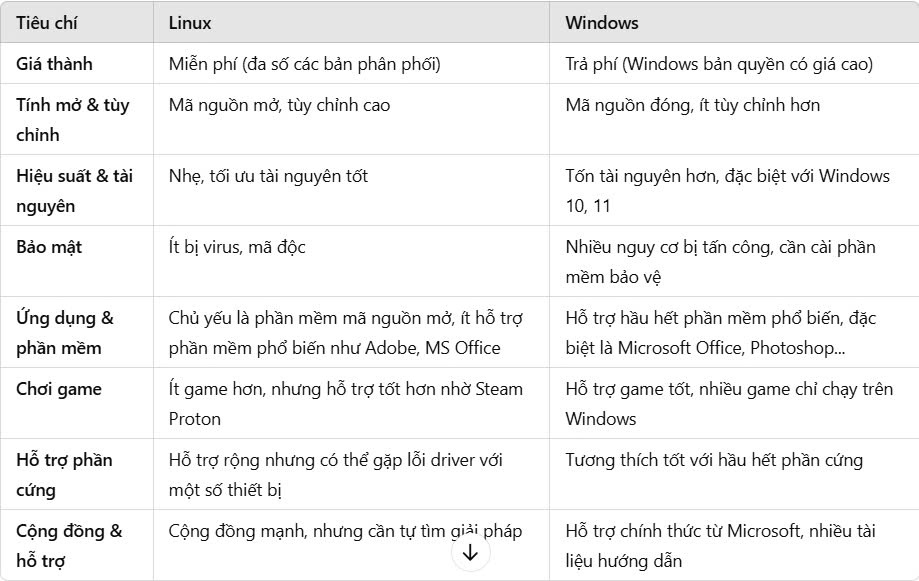 Tiêu chí Linux Windows
Giá thành Miễn phí (đa số các bản phân phối) Trả phí (Windows bản quyền có giá cao)
Tính mở & tùy Mã nguồn mở, tùy chỉnh cao Mã nguồn đóng, ít tùy chỉnh hơn
chỉnh
Hiệu suất & tài Nhẹ, tối ưu tài nguyên tốt Tốn tài nguyên hơn, đặc biệt với Windows
nguyên 10, 11
Bảo mật Ít bị virus, mã độc Nhiều nguy cơ bị tấn công, cần cài phần
mềm bảo vệ
Ứng dụng & Chủ yếu là phần mềm mã nguồn mở, ít hỗ trợ Hỗ trợ hầu hết phần mềm phổ biến, đặc
phần mềm phần mềm phổ biến như Adobe, MS Office biệt là Microsoft Office, Photoshop...
Chơi game Ít game hơn, nhưng hỗ trợ tốt hơn nhờ Steam Hỗ trợ game tốt, nhiều game chỉ chạy trên
Proton Windows
Hỗ trợ phần Hỗ trợ rộng nhưng có thể gặp lỗi driver với Tương thích tốt với hầu hết phần cứng
cứng một số thiết bị
Cộng đồng & Cộng đồng mạnh, nhưng cần tự tìm giải pháp Hỗ trợ chính thức từ Microsoft, nhiều tài
hỗ trợ liệu hướng dẫn